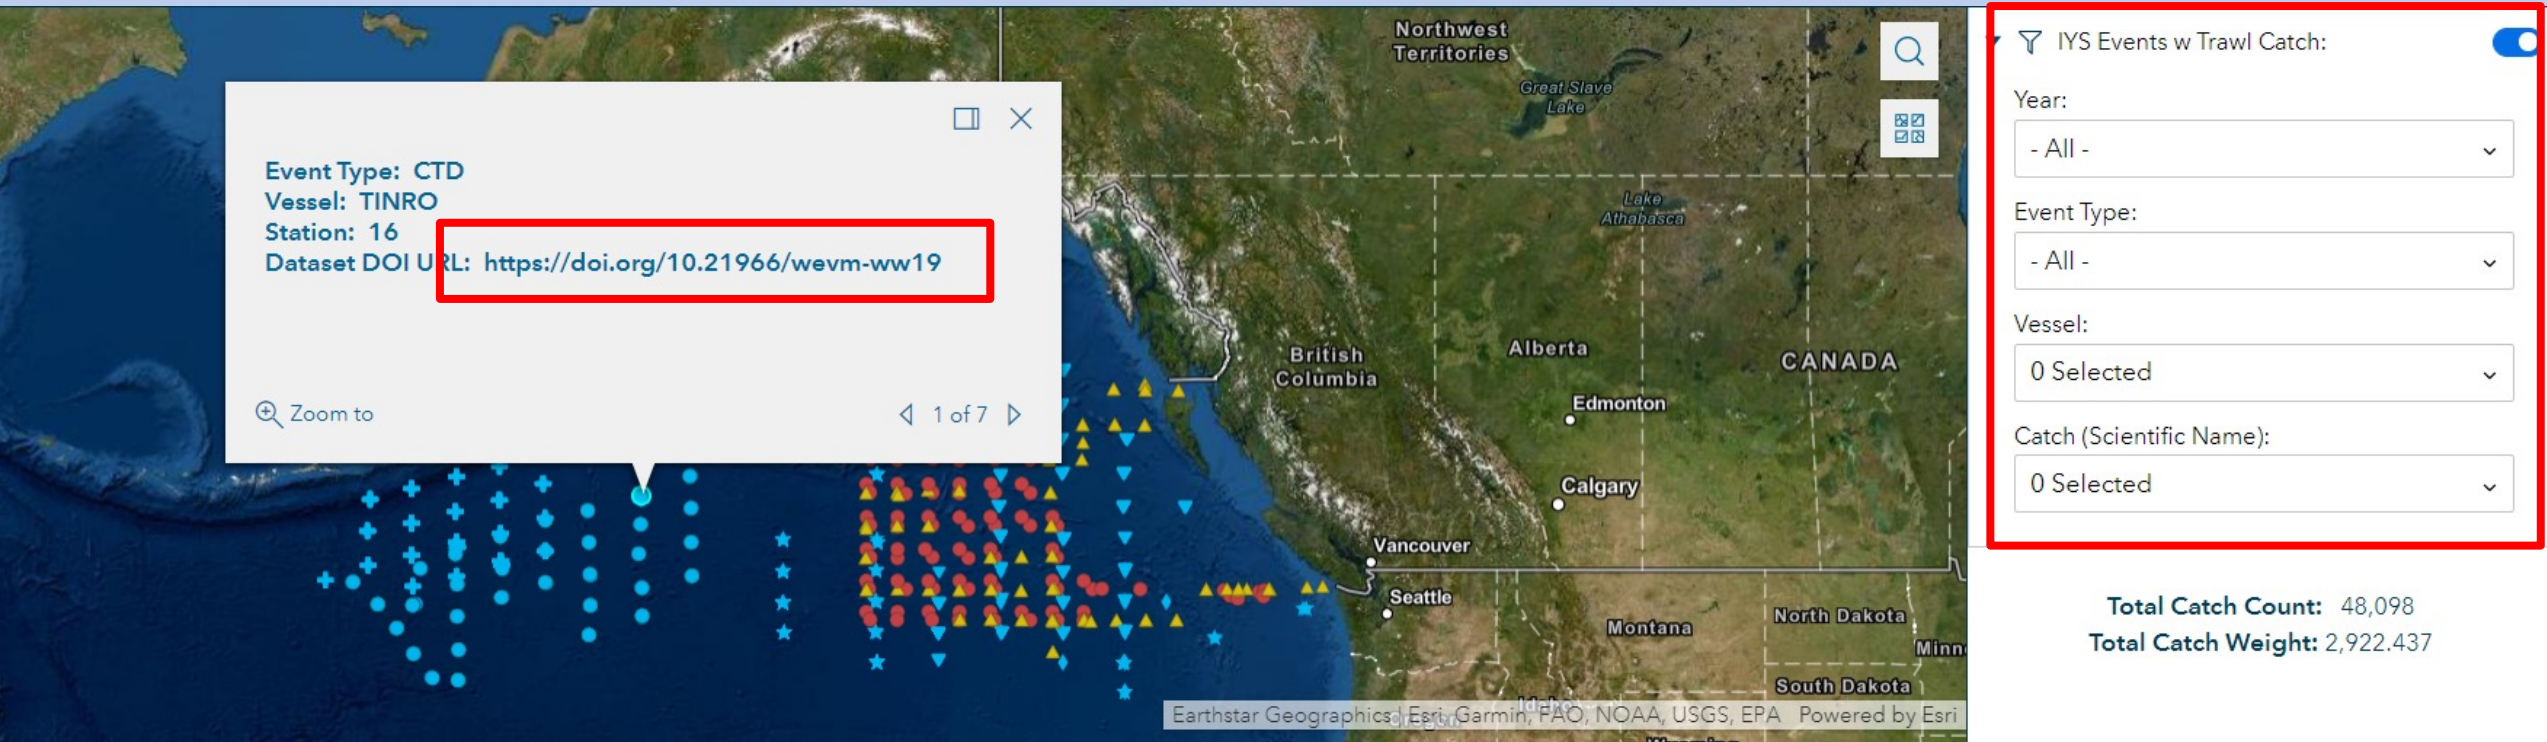 Event Type: CTD
Vessel: TINRO
Station: 16
Dataset DOI URL: https://doi.org/10.21966/wevm-ww19
Zoom to
1 of 7
Northwest
Territories
Great Slave
Lake
Lake
Athabasca
British
Columbia
Alberta
CANADA
Edmonton
Calgary
Vancouver
Seattle
Montana
North Dakota
Minn
South Dakota
Idaho
Earthstar Geographics | Esri, Garmin, FAO, NOAA, USGS, EPA
Powered by Esri
IYS Events w Trawl Catch:
Year:
- All -
Event Type:
- All -
Vessel:
0 Selected
Catch (Scientific Name):
0 Selected
Total Catch Count: 48,098
Total Catch Weight: 2,922.437